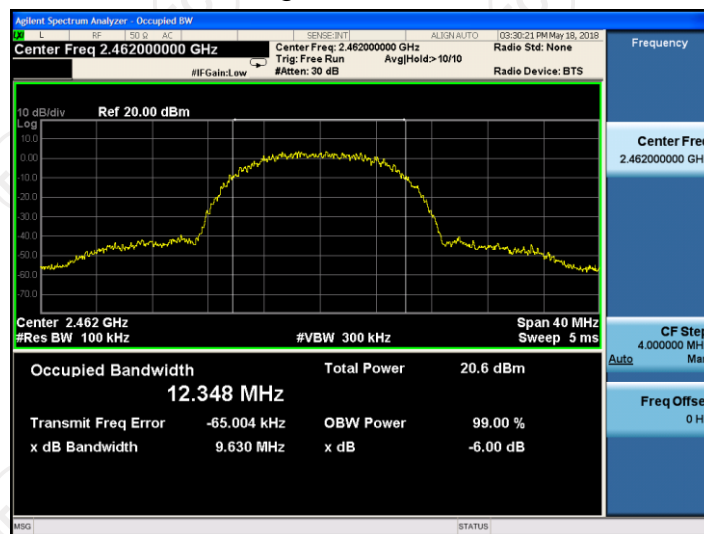 Agilent Spectrum Analyzer - Occupied BW
L RF 50 Ω AC SENSE:INT ALIGN AUTO 03:30:21 PM May 18, 2018
Center Freq 2.462000000 GHz
Center Freq: 2.462000000 GHz
Radio Std: None
Trig: Free Run Avg|Hold:>10/10
#IFGain:Low
#Atten: 30 dB
Radio Device: BTS
10 dB/div Ref 20.00 dBm
Log
10.0
0.00
-10.0
-20.0
-30.0
-40.0
-50.0
-60.0
-70.0
Center 2.462 GHz Span 40 MHz
#Res BW 100 kHz #VBW 300 kHz Sweep 5 ms
Occupied Bandwidth Total Power 20.6 dBm
12.348 MHz
Transmit Freq Error -65.004 kHz OBW Power 99.00 %
x dB Bandwidth 9.630 MHz x dB -6.00 dB
MSG STATUS
Frequency
Center Fre
2.462000000 GH
CF Step
4.000000 MH
Auto Ma
Freq Offse
0 H